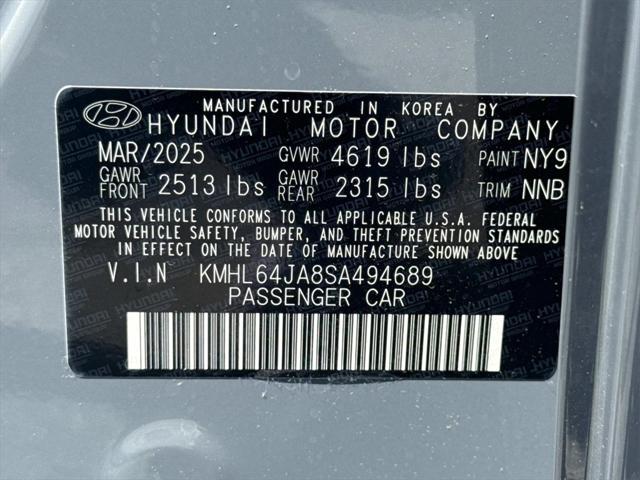 MANUFACTURED IN KOREA BY
HYUNDAI MOTOR COMPANY
MAR/2025 GVWR 4619 lbs PAINT NY9
GAWR FRONT 2513 lbs GAWR REAR 2315 lbs TRIM NNB
THIS VEHICLE CONFORMS TO ALL APPLICABLE U.S.A. FEDERAL
MOTOR VEHICLE SAFETY, BUMPER, AND THEFT PREVENTION STANDARDS
IN EFFECT ON THE DATE OF MANUFACTURE SHOWN ABOVE
V.I.N KMHL64JA8SA494689
PASSENGER CAR